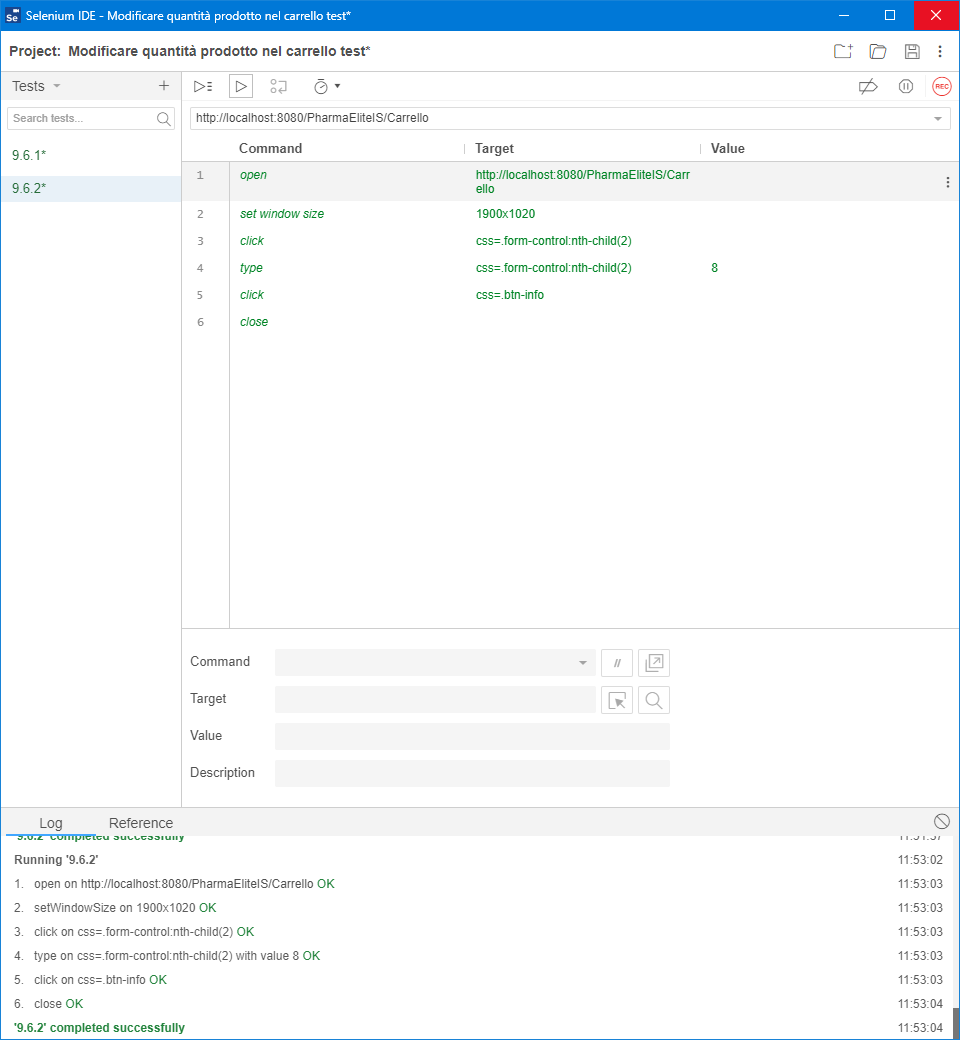 Se Selenium IDE - Modificare quantità prodotto nel carrello test*
Project: Modificare quantità prodotto nel carrello test*
Tests
REC
Search tests...
http://localhost:8080/PharmaEliteIS/Carrello
Command Target Value
9.6.1*
9.6.2*
1 open http://localhost:8080/PharmaEliteIS/Carr
ello
2 set window size 1900x1020
3 click css=.form-control:nth-child(2)
4 type css=.form-control:nth-child(2) 8
5 click css=.btn-info
6 close
Command //
Target
Value
Description
Log Reference
'9.6.2' completed successfully 11:51:37
Running '9.6.2' 11:53:02
1. open on http://localhost:8080/PharmaEliteIS/Carrello OK 11:53:03
2. setWindowSize on 1900x1020 OK 11:53:03
3. click on css=.form-control:nth-child(2) OK 11:53:03
4. type on css=.form-control:nth-child(2) with value 8 OK 11:53:03
5. click on css=.btn-info OK 11:53:03
6. close OK 11:53:04
'9.6.2' completed successfully 11:53:04